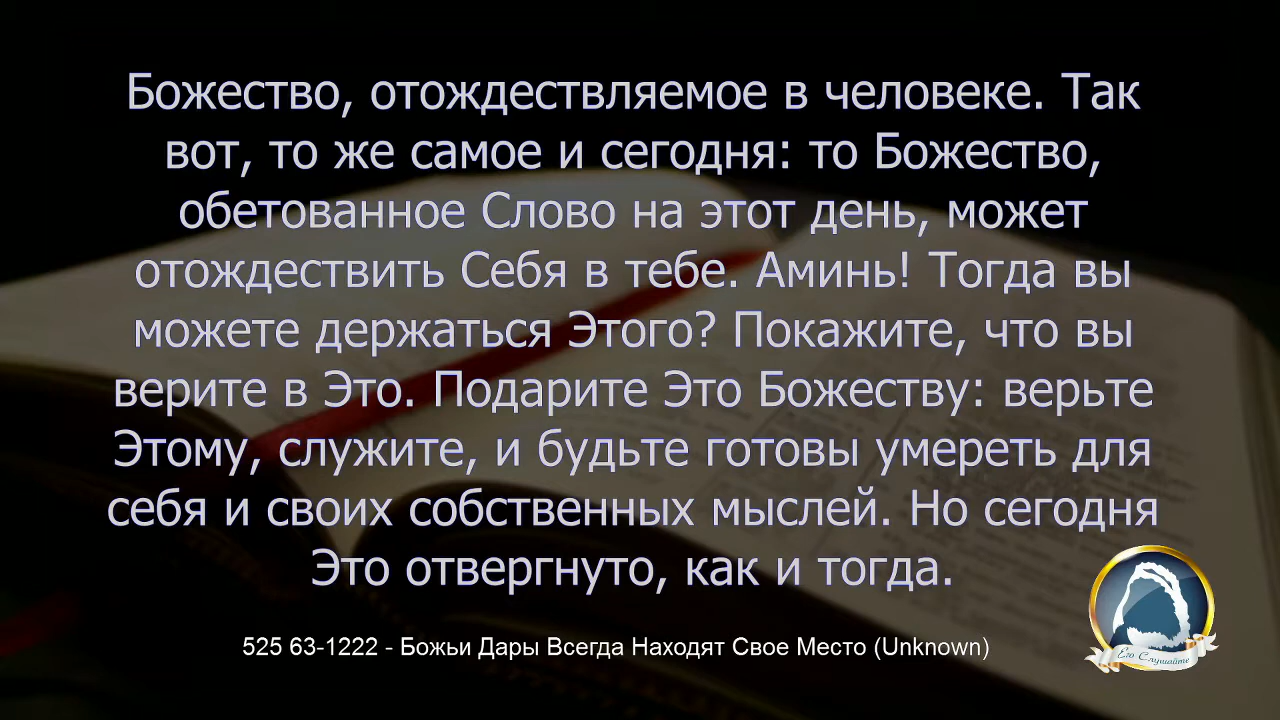 Божество, отождествляемое в человеке. Так
вот, то же самое и сегодня: то Божество,
обетованное Слово на этот день, может
отождествить Себя в тебе. Аминь! Тогда вы
можете держаться Этого? Покажите, что вы
верите в Это. Подарите Это Божеству: верьте
Этому, служите, и будьте готовы умереть для
себя и своих собственных мыслей. Но сегодня
Это отвергнуто, как и тогда.
525 63-1222 - Божьи Дары Всегда Находят Свое Место (Unknown)
Его Слушайте